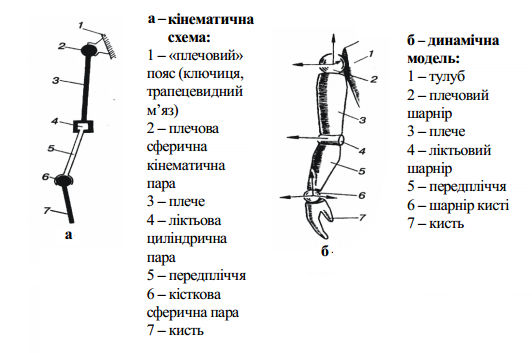 1
2
3
4
5
6
7
а
а – кінематична
схема:
1 – «плечовий»
пояс (ключиця,
трапецевидний
м’яз)
2 – плечова
сферична
кінематична
пара
3 – плече
4 – ліктьова
циліндрична
пара
5 – передпліччя
6 – кісткова
сферична пара
7 – кисть
1
2
3
4
5
6
7
б
б – динамічна
модель:
1 – тулуб
2 – плечовий
шарнір
3 – плече
4 – ліктьовий
шарнір
5 – передпліччя
6 – шарнір кисті
7 – кисть